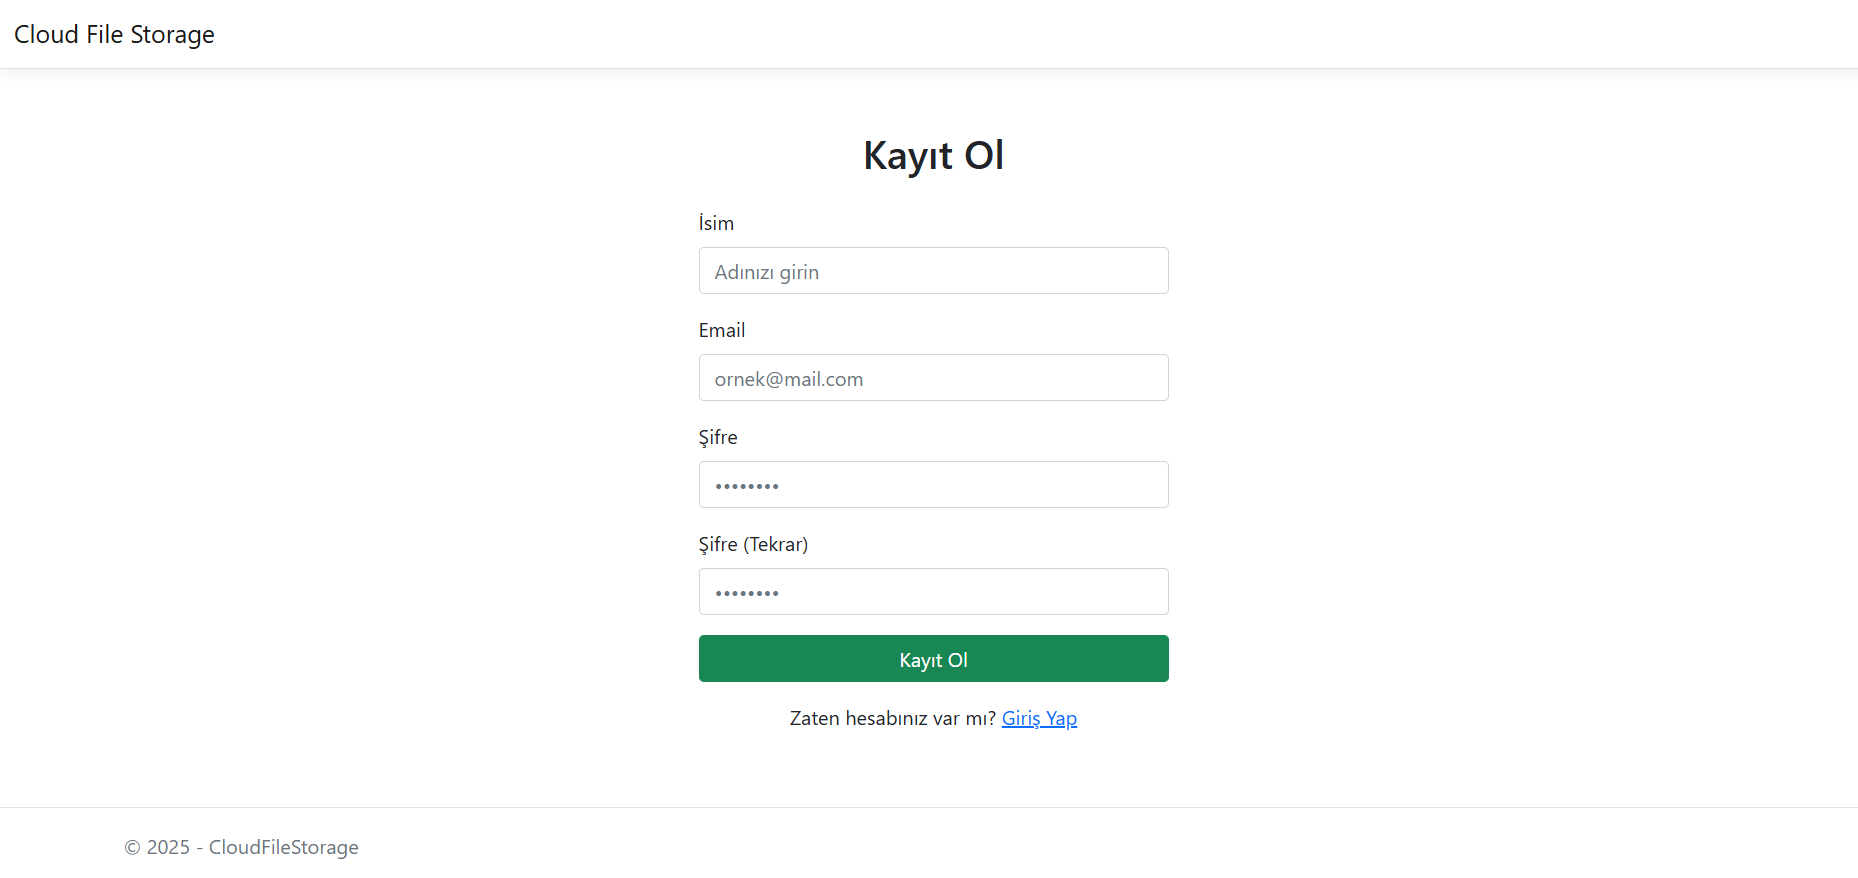 Cloud File Storage
Kayıt Ol
İsim
Adınızı girin
Email
ornek@mail.com
Şifre
••••••••
Şifre (Tekrar)
••••••••
Kayıt Ol
Zaten hesabınız var mı? Giriş Yap
© 2025 - CloudFileStorage